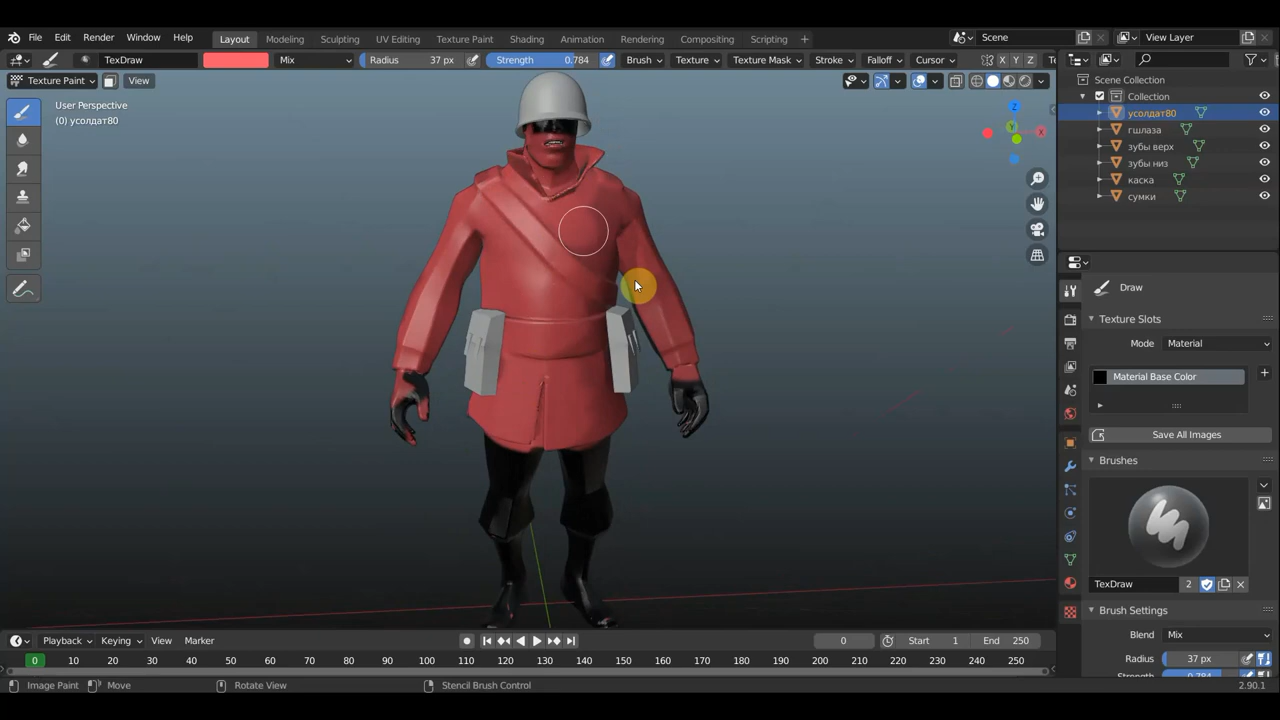 File Edit Render Window Help Layout Modeling Sculpting UV Editing Texture Paint Shading Animation Rendering Compositing Scripting + Scene View Layer
TexDraw Mix Radius 37 px Strength 0.784 Brush Texture Texture Mask Stroke Falloff Cursor X Y Z Te
Texture Paint View
Scene Collection
User Perspective
Collection
(0) усолдат80
усолдат80
гшлаза
зубы верх
зубы низ
каска
сумки
Z
Y
X
Draw
Texture Slots
Mode Material
Material Base Color
Save All Images
Brushes
TexDraw 2
Brush Settings
Blend Mix
Radius 37 px
Strength 0.784
Playback Keying View Marker 0 Start 1 End 250
0 10 20 30 40 50 60 70 80 90 100 110 120 130 140 150 160 170 180 190 200 210 220 230 240 250
Image Paint Move Rotate View Stencil Brush Control 2.90.1